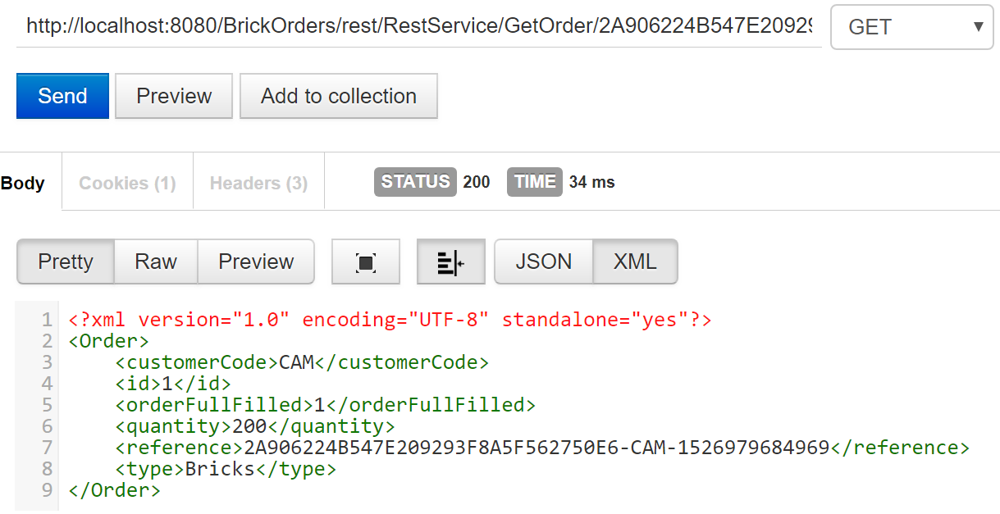 http://localhost:8080/BrickOrders/rest/RestService/GetOrder/2A906224B547E20929 GET
Send Preview Add to collection
Body Cookies (1) Headers (3) STATUS 200 TIME 34 ms
Pretty Raw Preview JSON XML
1 <?xml version="1.0" encoding="UTF-8" standalone="yes"?>
2 <Order>
3 <customerCode>CAM</customerCode>
4 <id>1</id>
5 <orderFullFilled>1</orderFullFilled>
6 <quantity>200</quantity>
7 <reference>2A906224B547E209293F8A5F562750E6-CAM-1526979684969</reference>
8 <type>Bricks</type>
9 </Order>